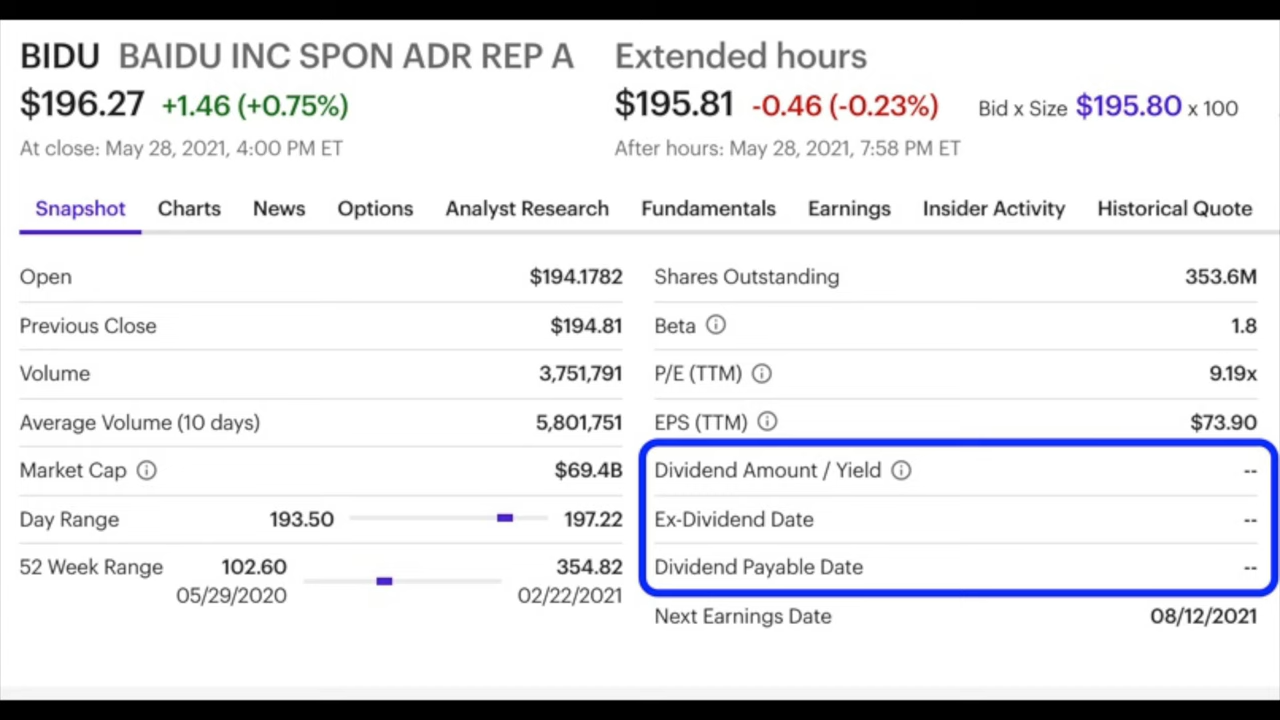 BIDU BAIDU INC SPON ADR REP A
$196.27 +1.46 (+0.75%)
At close: May 28, 2021, 4:00 PM ET
Extended hours
$195.81 -0.46 (-0.23%) Bid x Size $195.80 x 100
After hours: May 28, 2021, 7:58 PM ET
Snapshot Charts News Options Analyst Research Fundamentals Earnings Insider Activity Historical Quote
Open $194.1782
Previous Close $194.81
Volume 3,751,791
Average Volume (10 days) 5,801,751
Market Cap $69.4B
Day Range 193.50 197.22
52 Week Range 102.60 354.82
05/29/2020 02/22/2021
Shares Outstanding 353.6M
Beta 1.8
P/E (TTM) 9.19x
EPS (TTM) $73.90
Dividend Amount / Yield --
Ex-Dividend Date --
Dividend Payable Date --
Next Earnings Date 08/12/2021